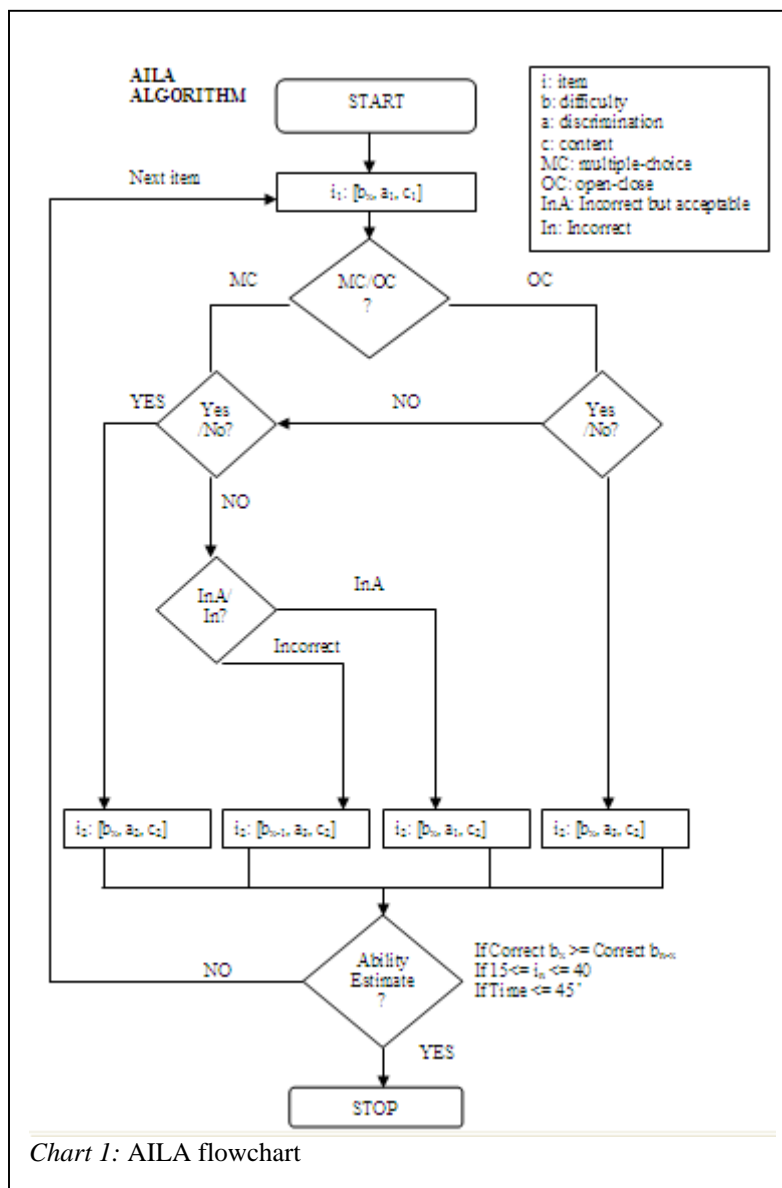 AILA
ALGORITHM
START
i: item
b: difficulty
a: discrimination
c: content
MC: multiple-choice
OC: open-close
InA: Incorrect but acceptable
In: Incorrect
Next item
i₁: [bₓ, a₁, c₁]
MC
MC/OC
?
OC
YES
Yes
/No?
NO
Yes
/No?
NO
InA/
In?
InA
Incorrect
i₂: [bₓ, a₂, c₂]
i₂: [bₓ₋₁, a₂, c₂]
i₂: [bₓ, a₁, c₂]
i₂: [bₓ, a₂, c₂]
NO
Ability
Estimate
?
If Correct bₓ >= Correct bₙ₋ₓ
If 15<= iₙ <= 40
If Time <= 45"
YES
STOP
Chart 1: AILA flowchart